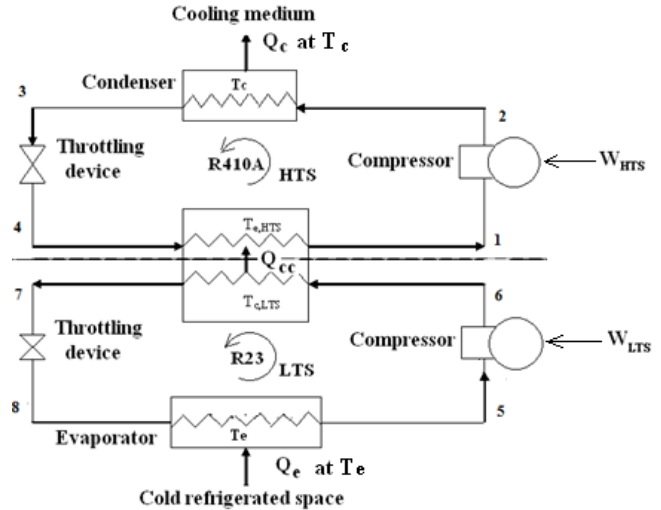 Cooling medium
Qc at Tc
Condenser
Tc
3
2
Throttling
device
R410A
HTS
Compressor
WHTS
4
Te,HTS
1
Qcc
7
Tc,LTS
6
Throttling
device
R23
LTS
Compressor
WLTS
8
5
Evaporator
Te
Qe at Te
Cold refrigerated space